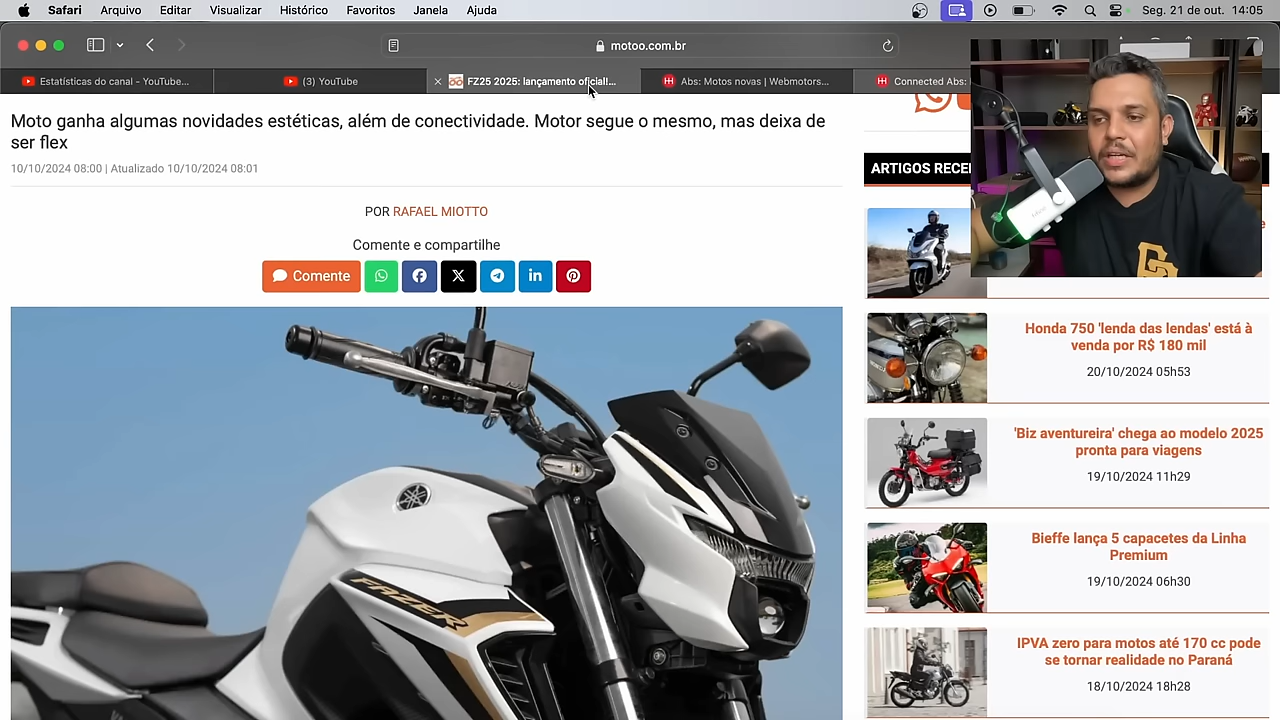 Safari Arquivo Editar Visualizar Histórico Favoritos Janela Ajuda Seg. 21 de out. 14:05
motoo.com.br
Estatísticas do canal - YouTube...
(3) YouTube
FZ25 2025: lançamento oficiali...
Abs: Motos novas | Webmotors...
Connected Abs:
Moto ganha algumas novidades estéticas, além de conectividade. Motor segue o mesmo, mas deixa de
ser flex
10/10/2024 08:00 | Atualizado 10/10/2024 08:01
POR RAFAEL MIOTTO
Comente e compartilhe
Comente
FAZER
ARTIGOS RECE
Honda 750 'lenda das lendas' está à
venda por R$ 180 mil
20/10/2024 05h53
'Biz aventureira' chega ao modelo 2025
pronta para viagens
19/10/2024 11h29
Bieffe lança 5 capacetes da Linha
Premium
19/10/2024 06h30
IPVA zero para motos até 170 cc pode
se tornar realidade no Paraná
18/10/2024 18h28